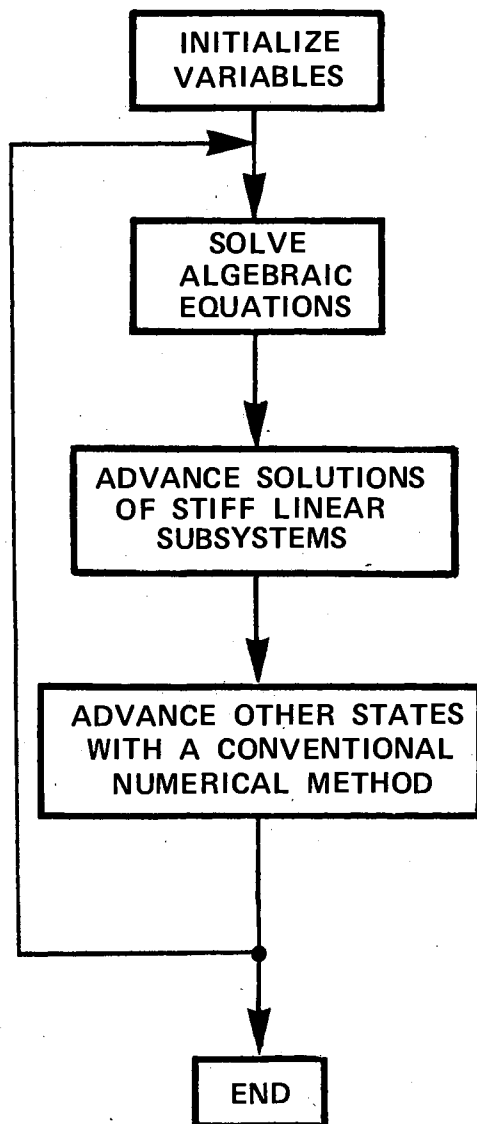 INITIALIZE
VARIABLES
SOLVE
ALGEBRAIC
EQUATIONS
ADVANCE SOLUTIONS
OF STIFF LINEAR
SUBSYSTEMS
ADVANCE OTHER STATES
WITH A CONVENTIONAL
NUMERICAL METHOD
END